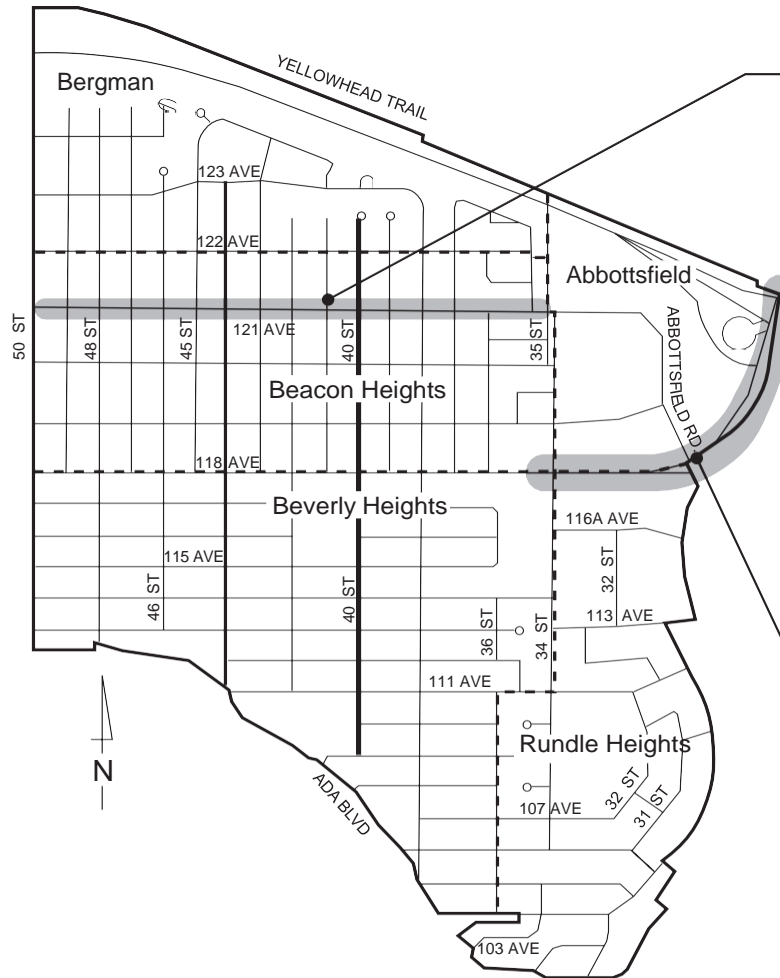 YELLOWHEAD TRAIL
Bergman
123 AVE
122 AVE
Abbottsfield
50 ST
48 ST
45 ST
121 AVE
40 ST
35 ST
ABBOTTSFIELD RD
Beacon Heights
118 AVE
Beverly Heights
116A AVE
115 AVE
46 ST
40 ST
36 ST
34 ST
32 ST
113 AVE
111 AVE
Rundle Heights
N
ADA BLVD
107 AVE
32 ST
31 ST
103 AVE